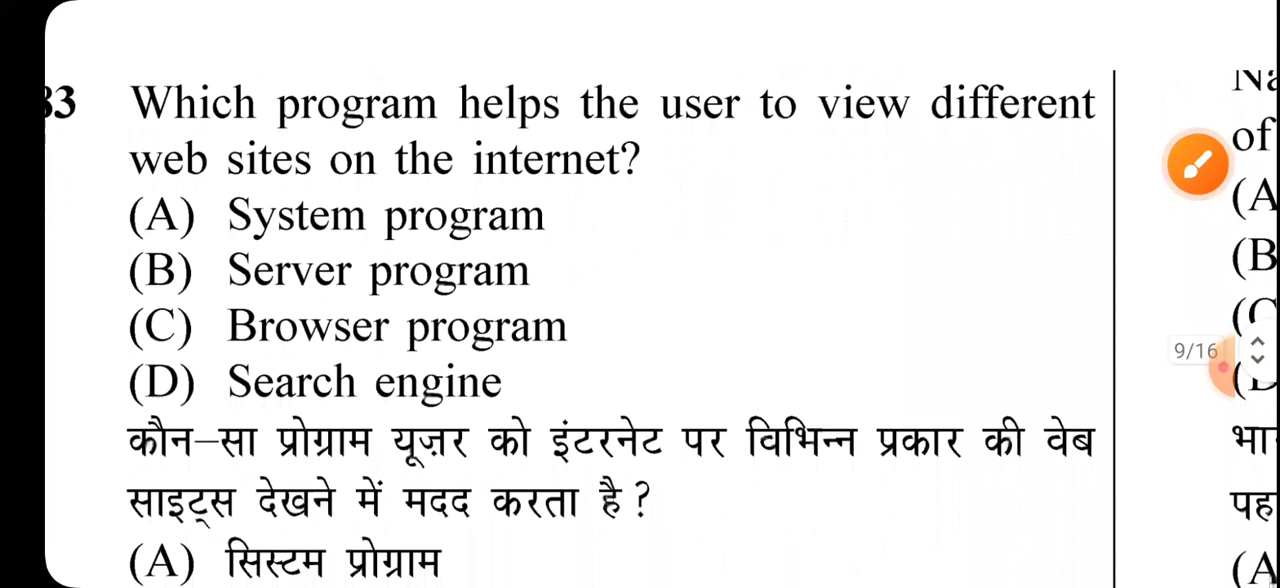 33 Which program helps the user to view different
web sites on the internet?
(A) System program
(B) Server program
(C) Browser program
(D) Search engine
कौन–सा प्रोग्राम यूज़र को इंटरनेट पर विभिन्न प्रकार की वेब
साइट्स देखने में मदद करता है ?
(A) सिस्टम प्रोग्राम
of
(A
(B
9/16
पह
(A